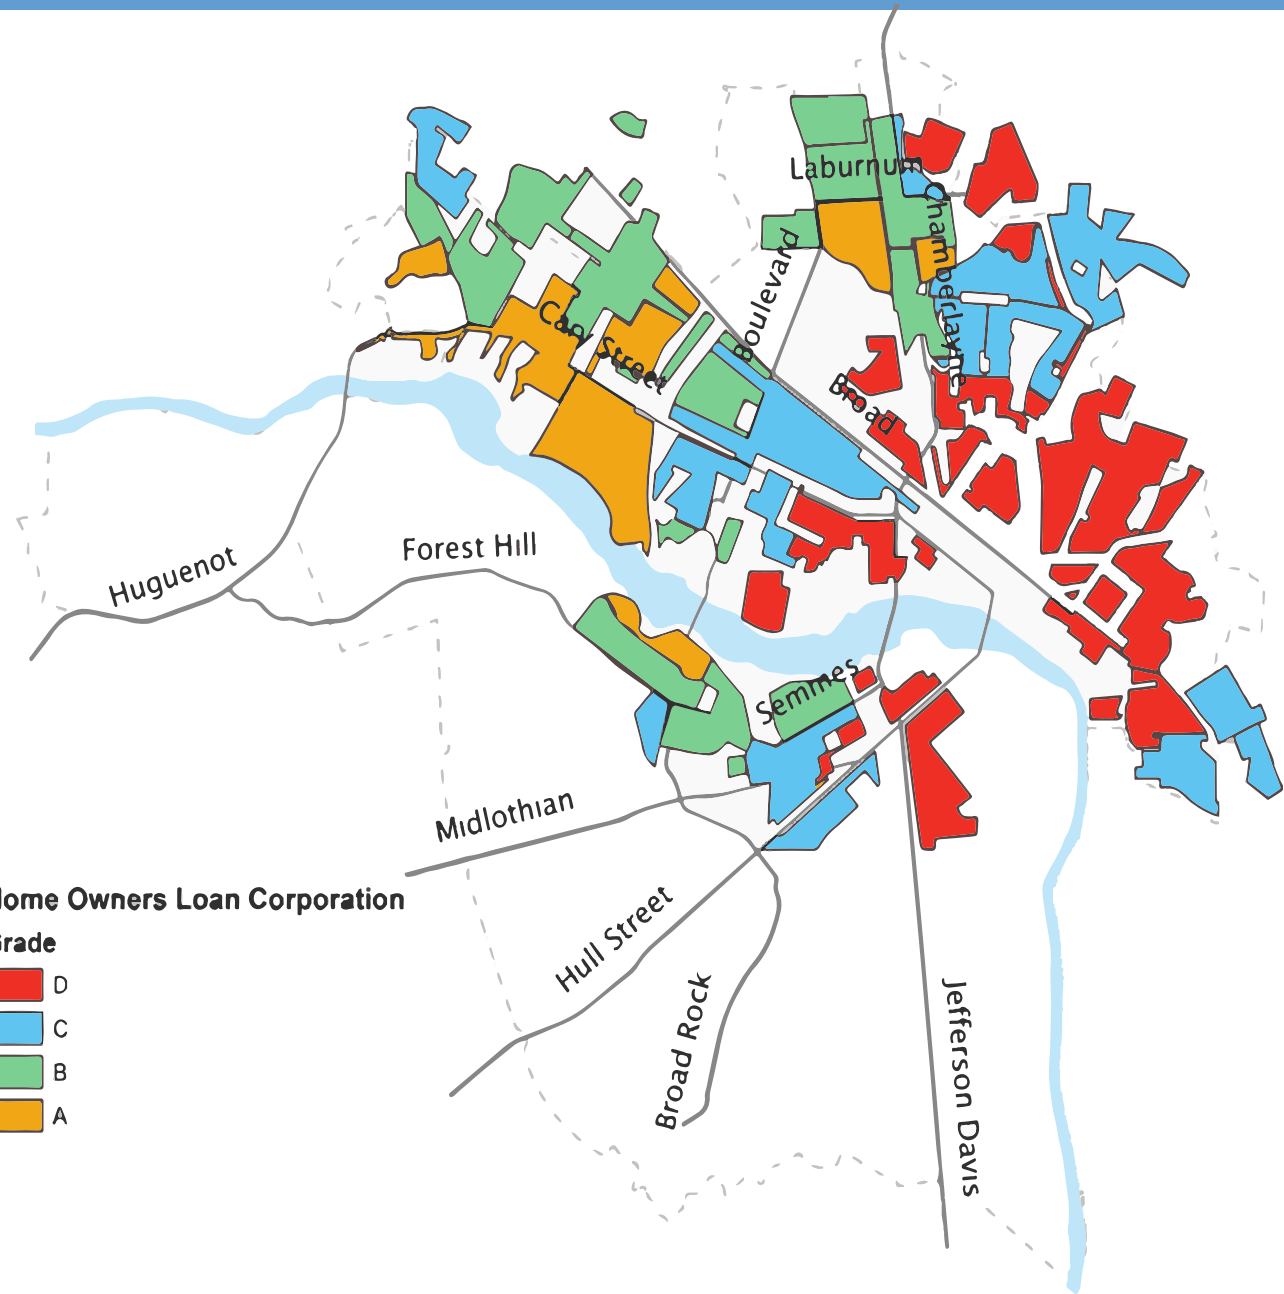 Laburnum
Chamberlayne
Boulevard
Cary Street
Broad
Forest Hill
Huguenot
Semmes
Midlothian
Hull Street
Broad Rock
Jefferson Davis
Home Owners Loan Corporation
Grade
D
C
B
A